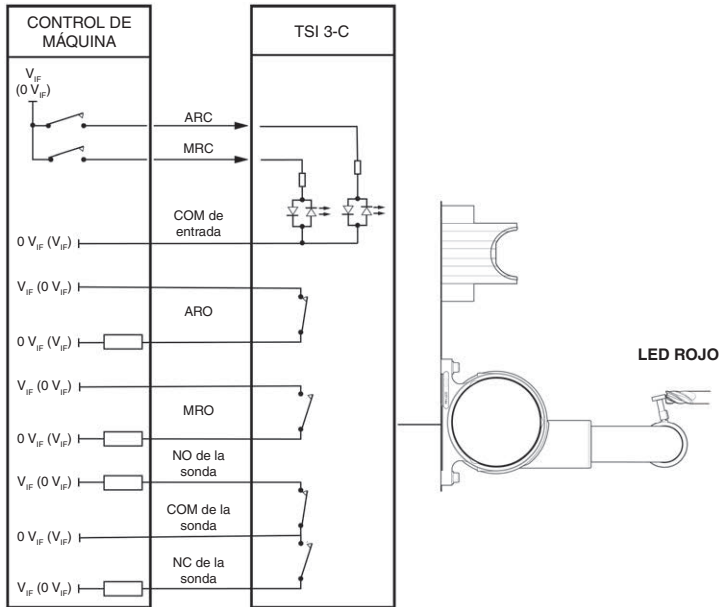 CONTROL DE
MÁQUINA
TSI 3-C
V_IF
(0 V_IF)
ARC
MRC
COM de
entrada
0 V_IF (V_IF)
V_IF (0 V_IF)
ARO
0 V_IF (V_IF)
V_IF (0 V_IF)
MRO
0 V_IF (V_IF)
NO de la
sonda
V_IF (0 V_IF)
COM de la
sonda
0 V_IF (V_IF)
NC de la
sonda
V_IF (0 V_IF)
LED ROJO